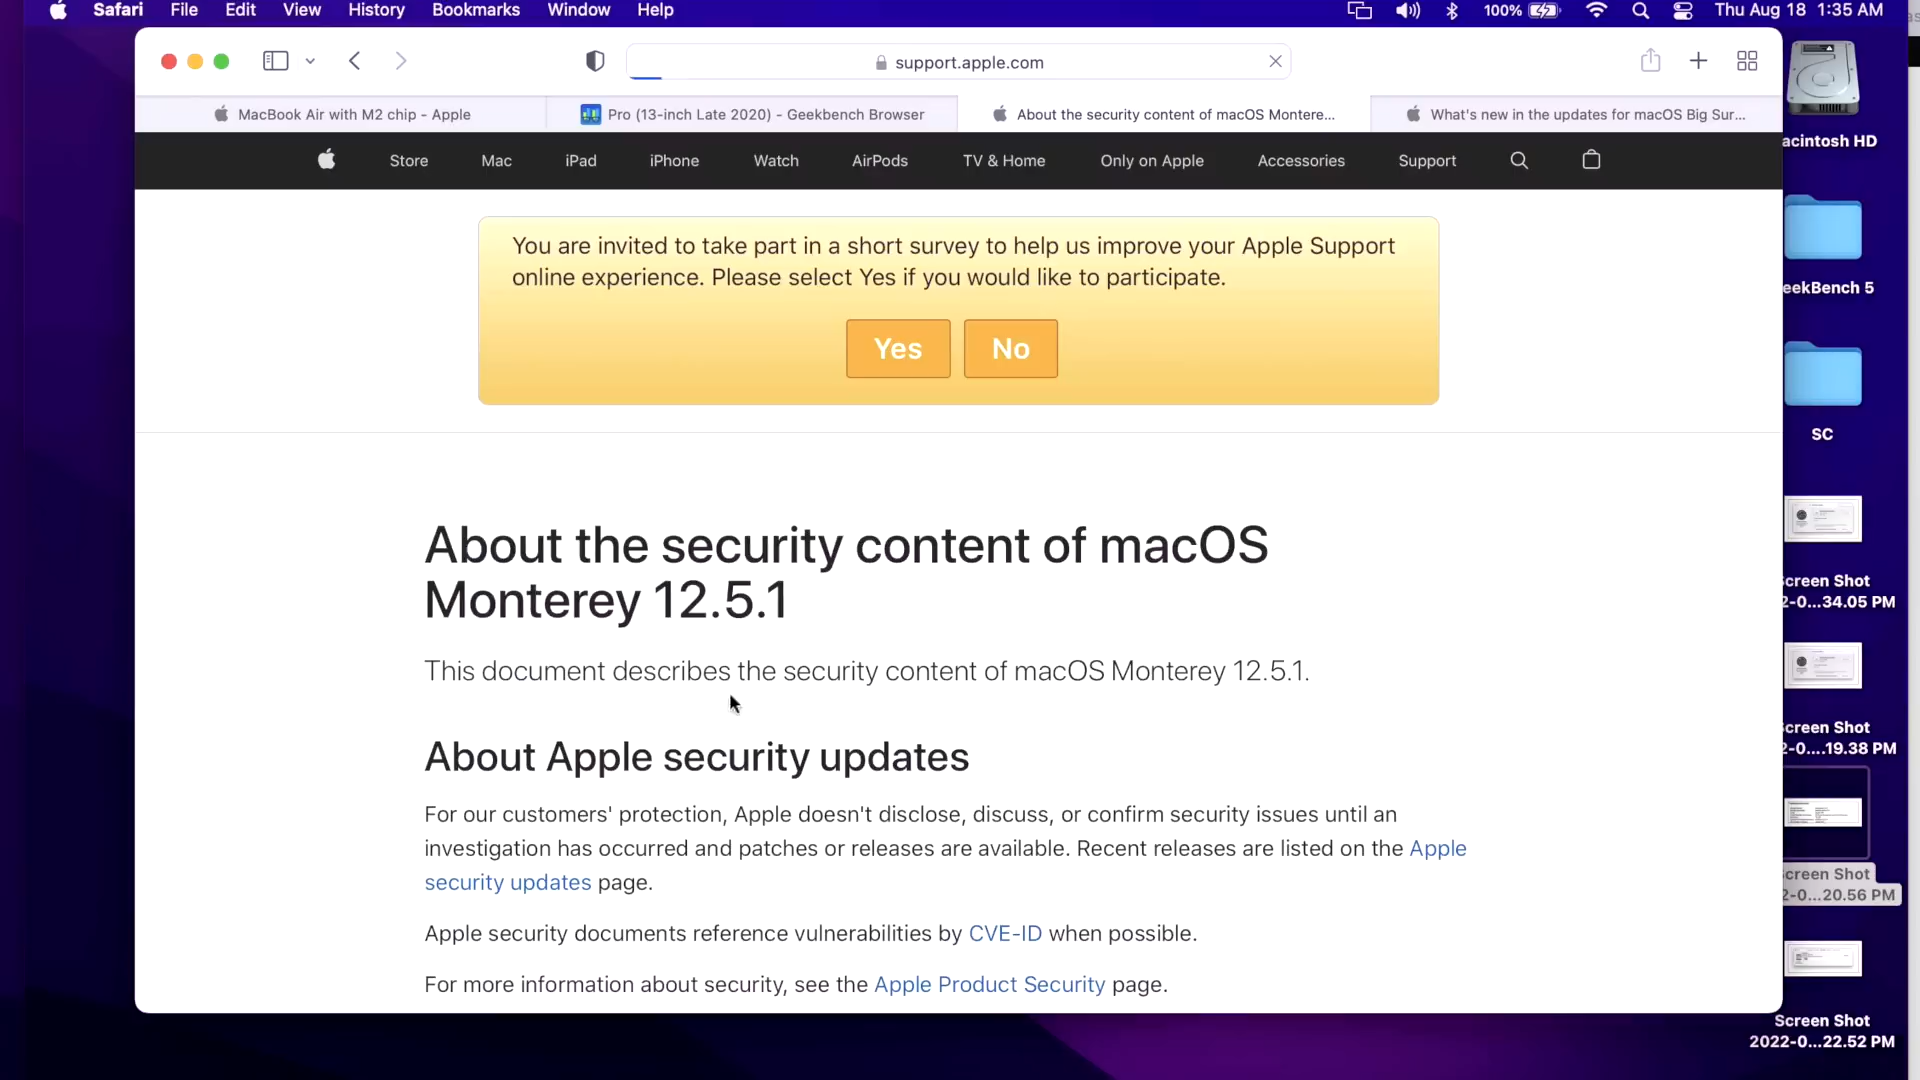 Safari File Edit View History Bookmarks Window Help 100% Thu Aug 18 1:35 AM
support.apple.com
MacBook Air with M2 chip - Apple
Pro (13-inch Late 2020) - Geekbench Browser
About the security content of macOS Montere...
What's new in the updates for macOS Big Sur...
Store Mac iPad iPhone Watch AirPods TV & Home Only on Apple Accessories Support
You are invited to take part in a short survey to help us improve your Apple Support
online experience. Please select Yes if you would like to participate.
Yes No
About the security content of macOS
Monterey 12.5.1
This document describes the security content of macOS Monterey 12.5.1.
About Apple security updates
For our customers' protection, Apple doesn't disclose, discuss, or confirm security issues until an
investigation has occurred and patches or releases are available. Recent releases are listed on the Apple
security updates page.
Apple security documents reference vulnerabilities by CVE-ID when possible.
For more information about security, see the Apple Product Security page.
acintosh HD
eekBench 5
SC
creen Shot
2-0...34.05 PM
creen Shot
2-0....19.38 PM
creen Shot
2-0...20.56 PM
Screen Shot
2022-0...22.52 PM